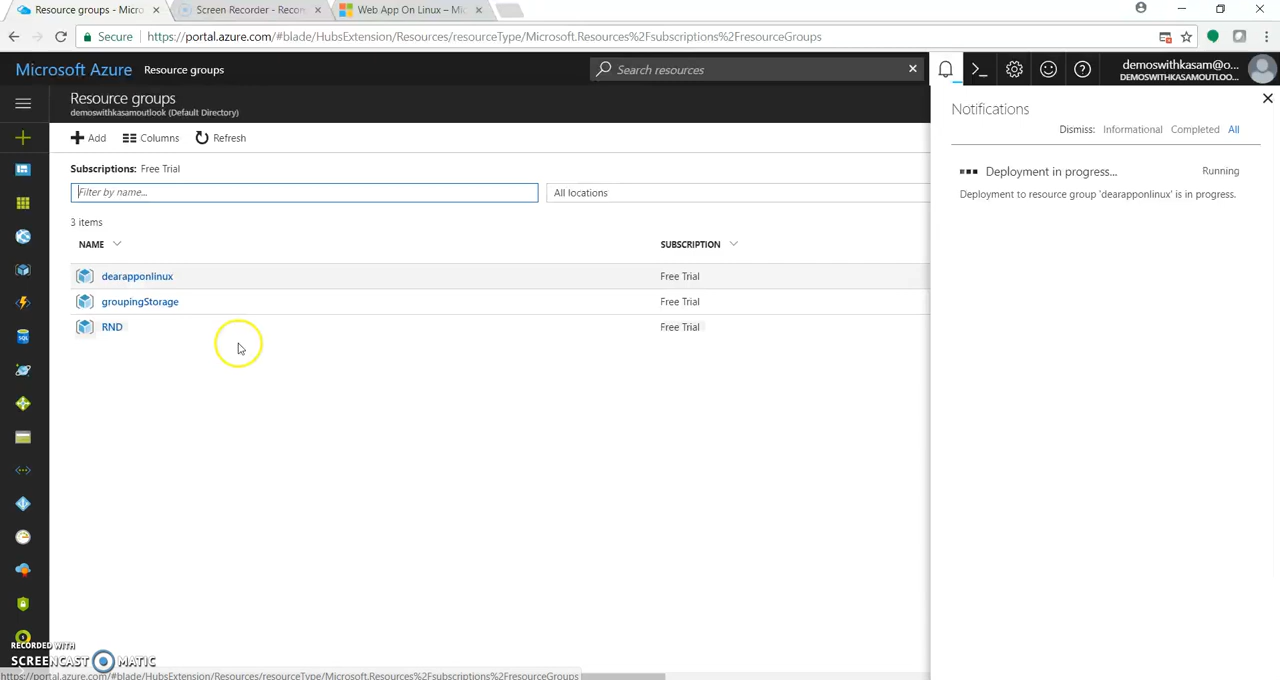 Resource groups - Micro
Screen Recorder - Recor
Web App On Linux – Mic
Secure
https://portal.azure.com/#blade/HubsExtension/Resources/resourceType/Microsoft.Resources%2Fsubscriptions%2FresourceGroups
Microsoft Azure
Resource groups
Search resources
demoswithkasam@o...
DEMOSWITHKASAMOUTLOO...
Resource groups
demoswithkasamoutlook (Default Directory)
Add
Columns
Refresh
Subscriptions: Free Trial
Filter by name...
All locations
3 items
NAME
SUBSCRIPTION
dearapponlinux
Free Trial
groupingStorage
Free Trial
RND
Free Trial
Notifications
Dismiss: Informational Completed All
Deployment in progress...
Running
Deployment to resource group 'dearapponlinux' is in progress.
SQL
RECORDED WITH
SCREENCAST MATIC
https://portal.azure.com/#blade/HubsExtension/Resources/resourceType/Microsoft.Resources%2Fsubscriptions%2FresourceGroups